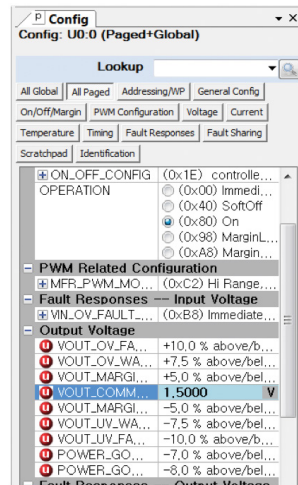 P Config
Config: U0:0 (Paged+Global)
Lookup
All Global All Paged Addressing/WP General Config
On/Off/Margin PWM Configuration Voltage Current
Temperature Timing Fault Responses Fault Sharing
Scratchpad Identification
ON_OFF_CONFIG (0x1E) controlle...
OPERATION (0x00) Immedi...
(0x40) SoftOff
(0x80) On
(0x98) MarginL...
(0xA8) Margin...
PWM Related Configuration
MFR_PWM_MO... (0xC2) Hi Range,...
Fault Responses -- Input Voltage
VIN_OV_FAULT_... (0xB8) Immediate...
Output Voltage
VOUT_OV_FA... +10,0 % above/b...
VOUT_OV_WA... +7,5 % above/bel...
VOUT_MARGI... +5,0 % above/bel...
VOUT_COMM... 1,5000 V
VOUT_MARGI... -5,0 % above/bel...
VOUT_UV_WA... -7,5 % above/bel...
VOUT_UV_FA... -10,0 % above/b...
POWER_GO... -7,0 % above/bel...
POWER_GO... -8,0 % above/bel...
Fault Responses -- Output Voltage